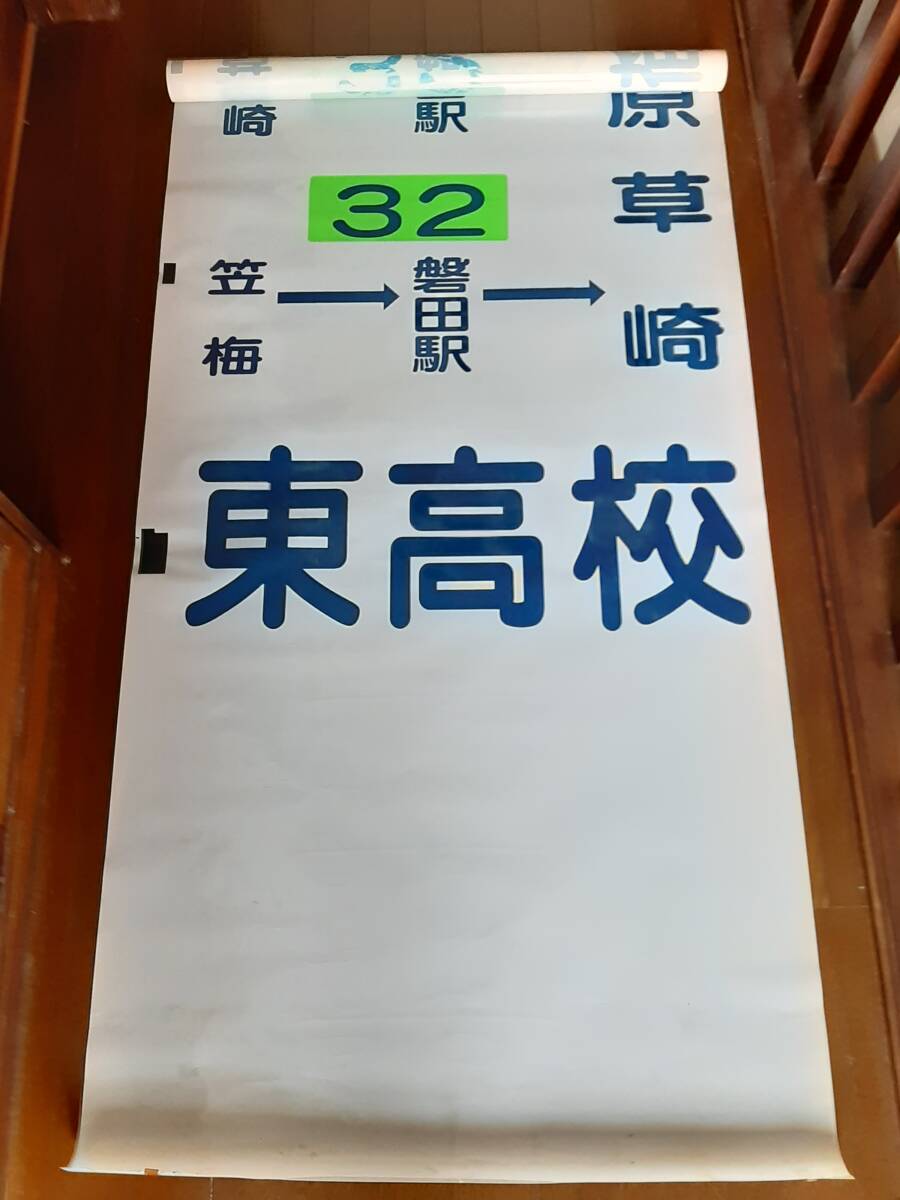 崎 駅 原
32
笠 梅 → 磐田駅 → 草 崎
東高校